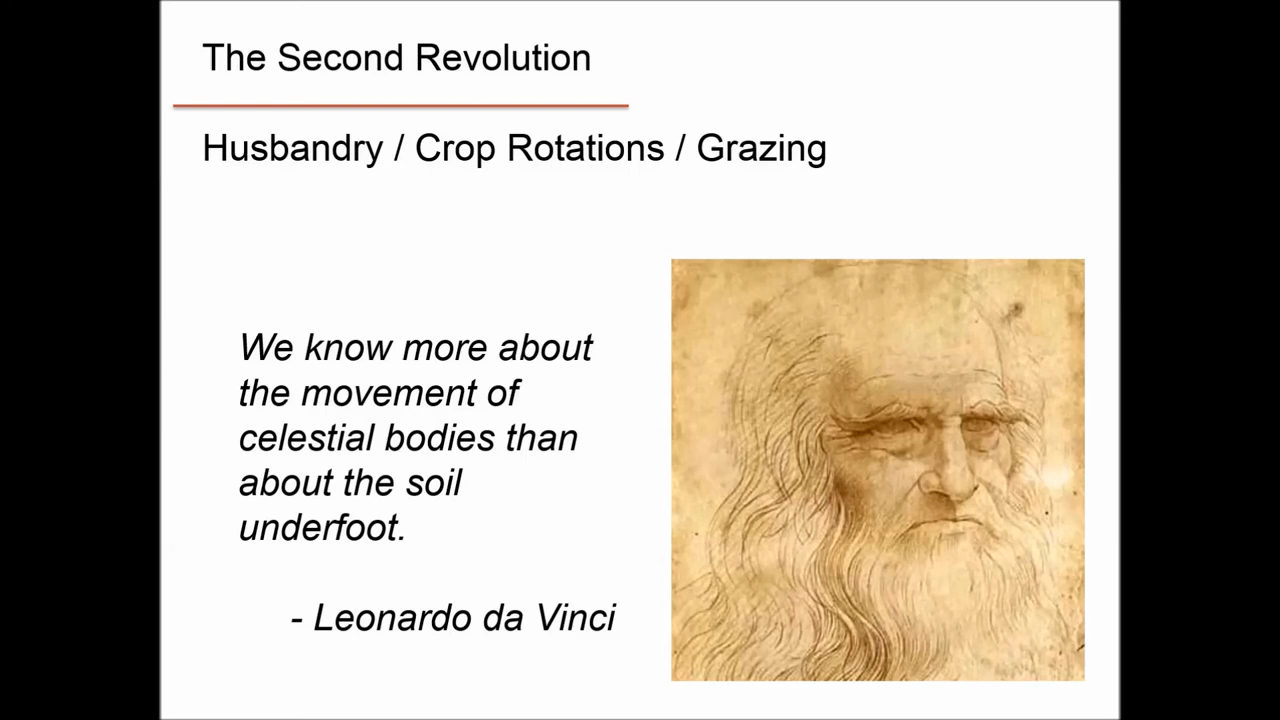 The Second Revolution
Husbandry / Crop Rotations / Grazing
We know more about
the movement of
celestial bodies than
about the soil
underfoot.
- Leonardo da Vinci